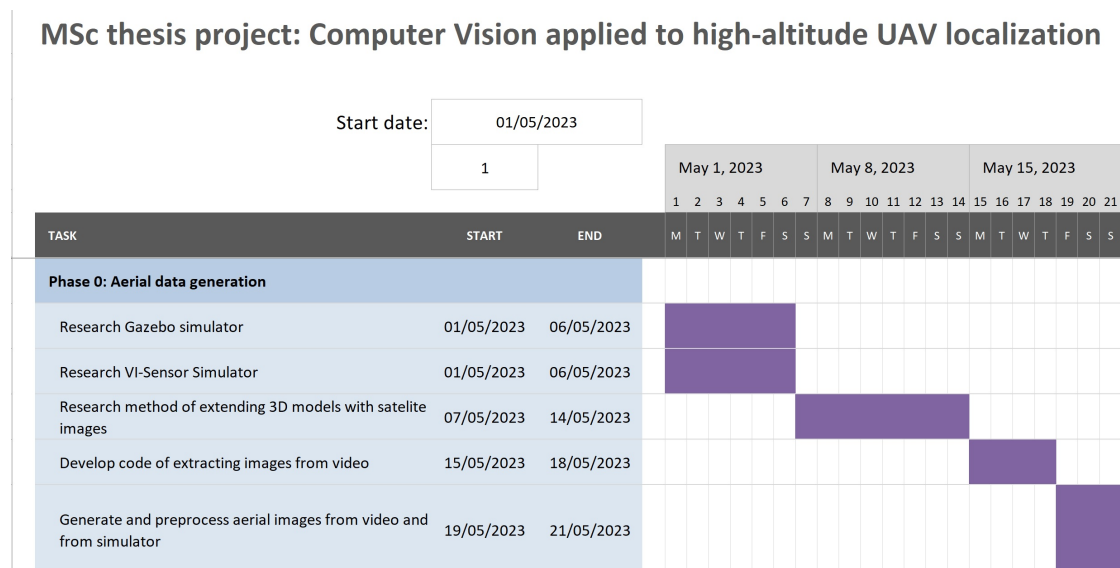 MSc thesis project: Computer Vision applied to high-altitude UAV localization
Start date: 01/05/2023
1
May 1, 2023 May 8, 2023 May 15, 2023
1 2 3 4 5 6 7 8 9 10 11 12 13 14 15 16 17 18 19 20 21
TASK START END M T W T F S S M T W T F S S M T W T F S S
Phase 0: Aerial data generation
Research Gazebo simulator 01/05/2023 06/05/2023
Research VI-Sensor Simulator 01/05/2023 06/05/2023
Research method of extending 3D models with satelite
images
07/05/2023 14/05/2023
Develop code of extracting images from video 15/05/2023 18/05/2023
Generate and preprocess aerial images from video and
from simulator
19/05/2023 21/05/2023